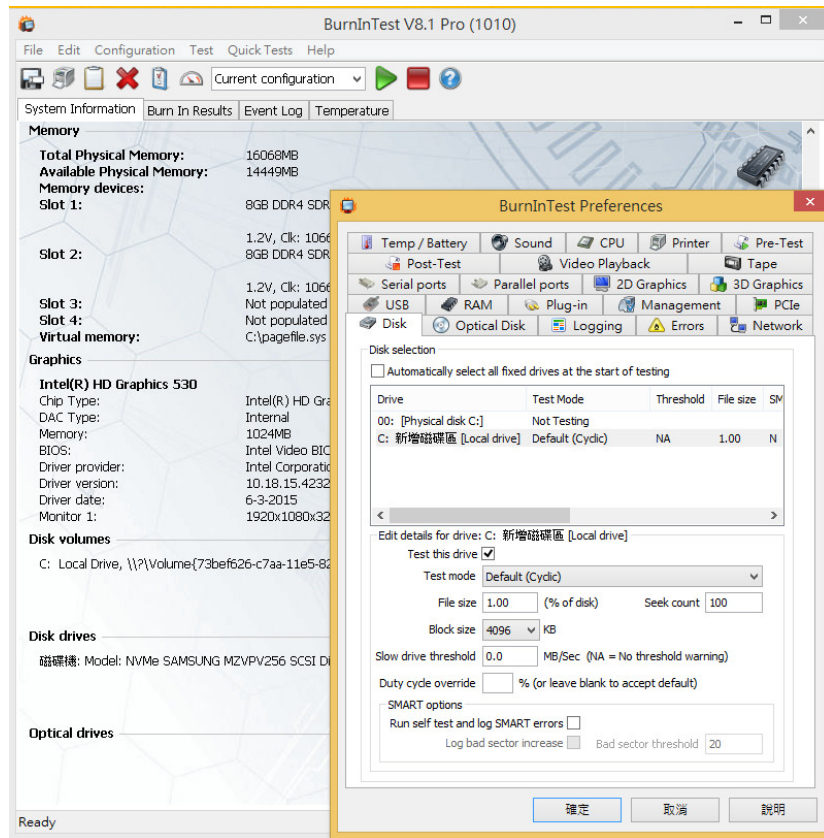 BurnInTest V8.1 Pro (1010)
File Edit Configuration Test Quick Tests Help
Current configuration
System Information Burn In Results Event Log Temperature
Memory
Total Physical Memory: 16068MB
Available Physical Memory: 14449MB
Memory devices:
Slot 1: 8GB DDR4 SDR
1.2V, Clk: 1066
Slot 2: 8GB DDR4 SDR
1.2V, Clk: 1066
Slot 3: Not populated
Slot 4: Not populated
Virtual memory: C:\pagefile.sys
Graphics
Intel(R) HD Graphics 530
Chip Type: Intel(R) HD Gra
DAC Type: Internal
Memory: 1024MB
BIOS: Intel Video BIC
Driver provider: Intel Corporatic
Driver version: 10.18.15.4232
Driver date: 6-3-2015
Monitor 1: 1920x1080x32
Disk volumes
C: Local Drive, \\?\Volume{73bef626-c7aa-11e5-82
Disk drives
磁碟機: Model: NVMe SAMSUNG MZVPV256 SCSI Di
Optical drives
Ready
BurnInTest Preferences
Temp / Battery Sound CPU Printer Pre-Test
Post-Test Video Playback Tape
Serial ports Parallel ports 2D Graphics 3D Graphics
USB RAM Plug-in Management PCIe
Disk Optical Disk Logging Errors Network
Disk selection
Automatically select all fixed drives at the start of testing
Drive Test Mode Threshold File size SM
00: [Physical disk C:] Not Testing
C: 新增磁碟區 [Local drive] Default (Cyclic) NA 1.00 N
Edit details for drive: C: 新增磁碟區 [Local drive]
Test this drive
Test mode Default (Cyclic)
File size 1.00 (% of disk) Seek count 100
Block size 4096 KB
Slow drive threshold 0.0 MB/Sec (NA = No threshold warning)
Duty cycle override % (or leave blank to accept default)
SMART options
Run self test and log SMART errors
Log bad sector increase Bad sector threshold 20
確定 取消 說明